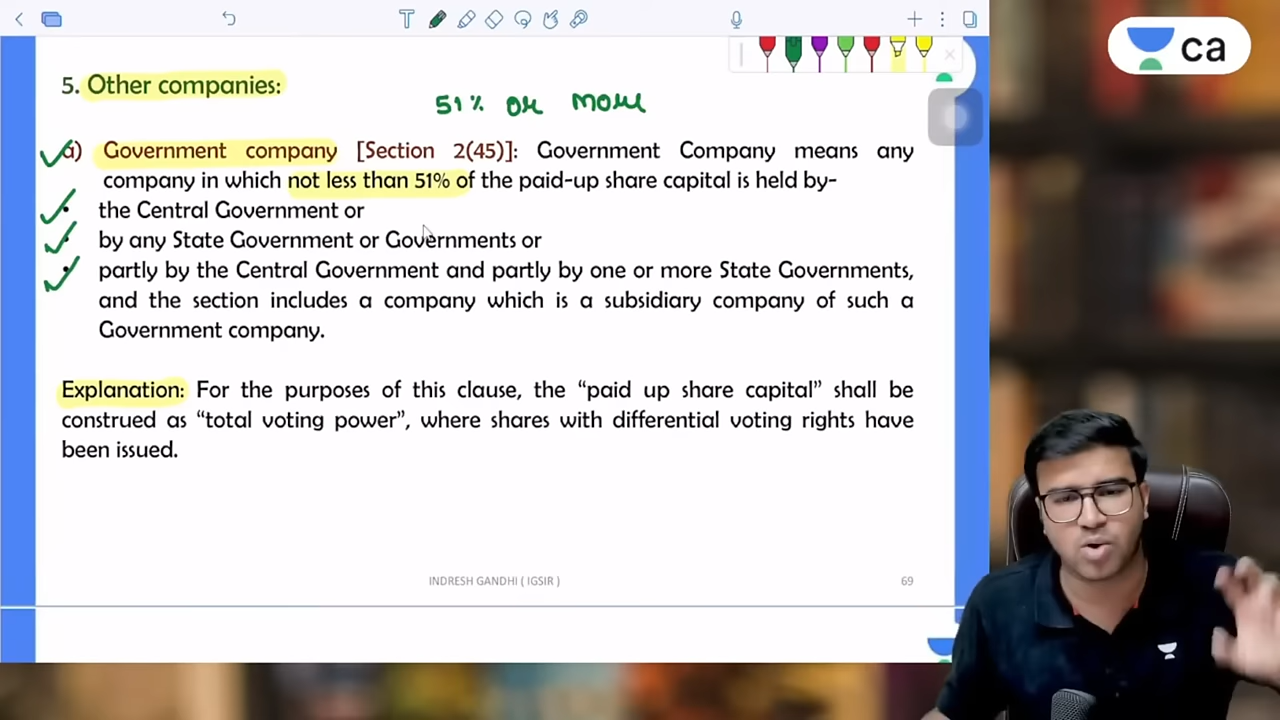 ca
5. Other companies:
51% or more
a) Government company [Section 2(45)]: Government Company means any
company in which not less than 51% of the paid-up share capital is held by-
• the Central Government or
• by any State Government or Governments or
• partly by the Central Government and partly by one or more State Governments,
and the section includes a company which is a subsidiary company of such a
Government company.
Explanation: For the purposes of this clause, the “paid up share capital” shall be
construed as “total voting power”, where shares with differential voting rights have
been issued.
INDRESH GANDHI ( IGSIR )
69